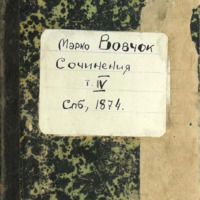 Марко Вовчок
Сочинения
т. IV
Спб, 1874.